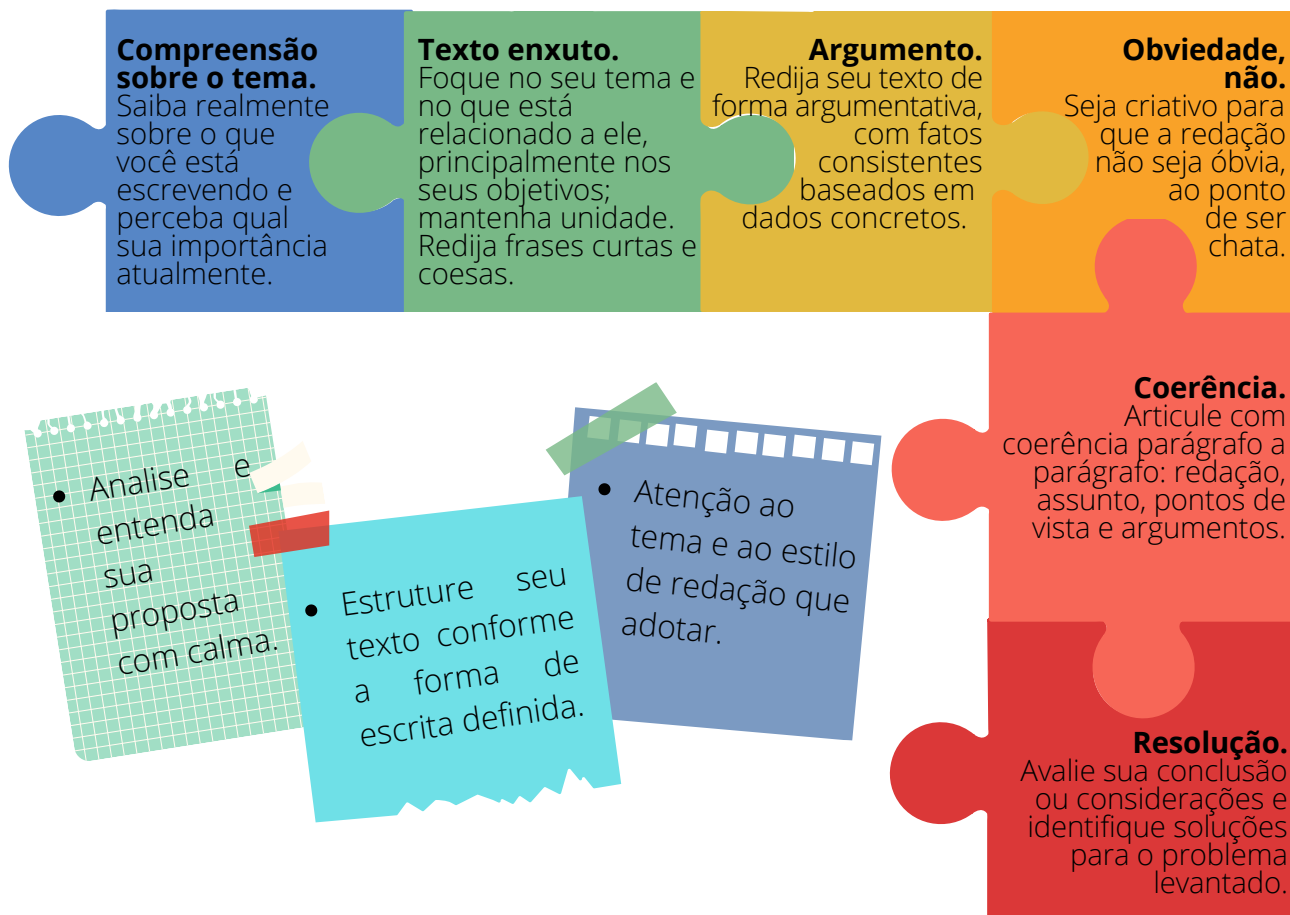 Compreensão
sobre o tema.
Saiba realmente
sobre o que
você está
escrevendo e
perceba qual
sua importância
atualmente.
Texto enxuto.
Foque no seu tema e
no que está
relacionado a ele,
principalmente nos
seus objetivos;
mantenha unidade.
Redija frases curtas e
coesas.
Argumento.
Redija seu texto de
forma argumentativa,
com fatos
consistentes
baseados em
dados concretos.
Obviedade,
não.
Seja criativo para
que a redação
não seja óbvia,
ao ponto
de ser
chata.
Coerência.
Articule com
coerência parágrafo a
parágrafo: redação,
assunto, pontos de
vista e argumentos.
Resolução.
Avalie sua conclusão
ou considerações e
identifique soluções
para o problema
levantado.
• Analise e
entenda
sua
proposta
com calma.
• Estruture seu
texto conforme
a forma de
escrita definida.
• Atenção ao
tema e ao estilo
de redação que
adotar.